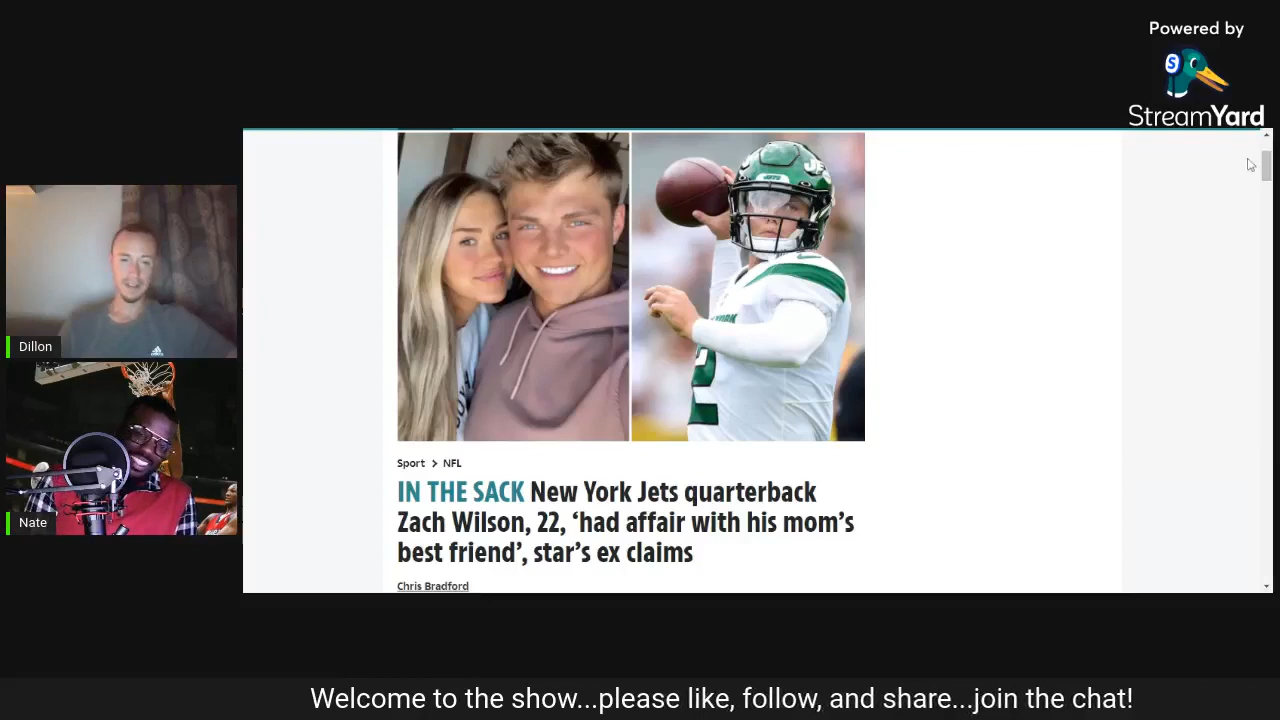 Powered by
S
StreamYard
JETS
2
Dillon
Nate
Sport > NFL
IN THE SACK New York Jets quarterback
Zach Wilson, 22, ‘had affair with his mom’s
best friend’, star’s ex claims
Chris Bradford
Welcome to the show...please like, follow, and share...join the chat!